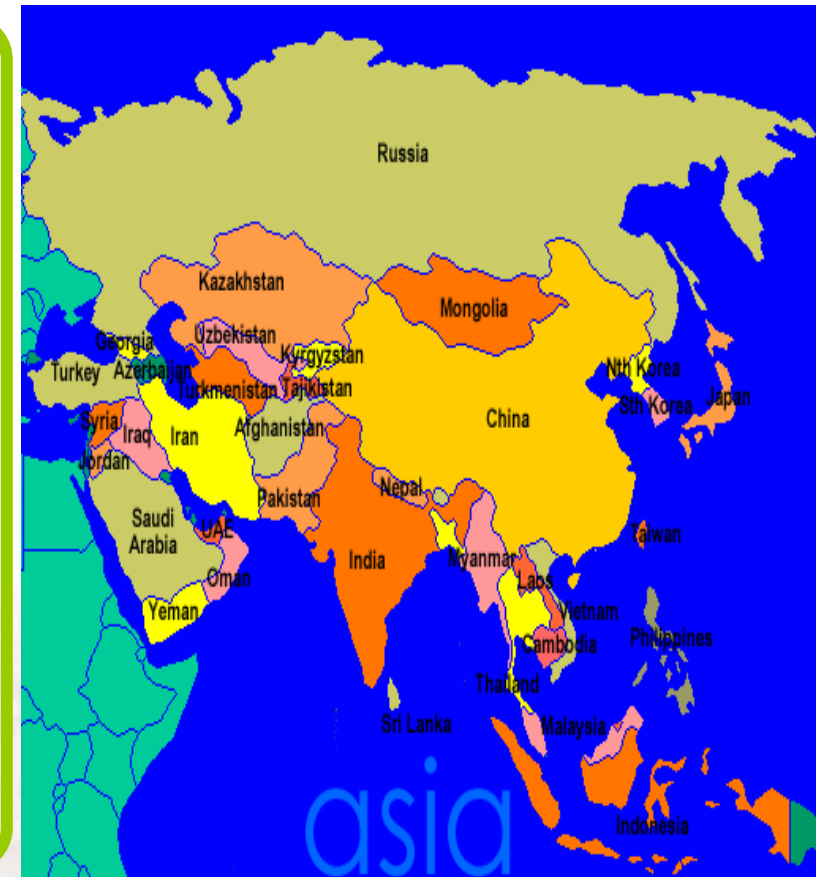 Russia
Kazakhstan
Mongolia
Uzbekistan
Georgia
Kyrgyzstan
Turkey
Azerbaijan
Turkmenistan
Tajikistan
Nth Korea
Sth Korea
Japan
China
Syria
Iraq
Iran
Afghanistan
Jordan
Pakistan
Nepal
Saudi
Arabia
UAE
India
Myanmar
Taiwan
Oman
Laos
Yeman
Vietnam
Cambodia
Philippines
Thailand
Sri Lanka
Malaysia
Indonesia
asia